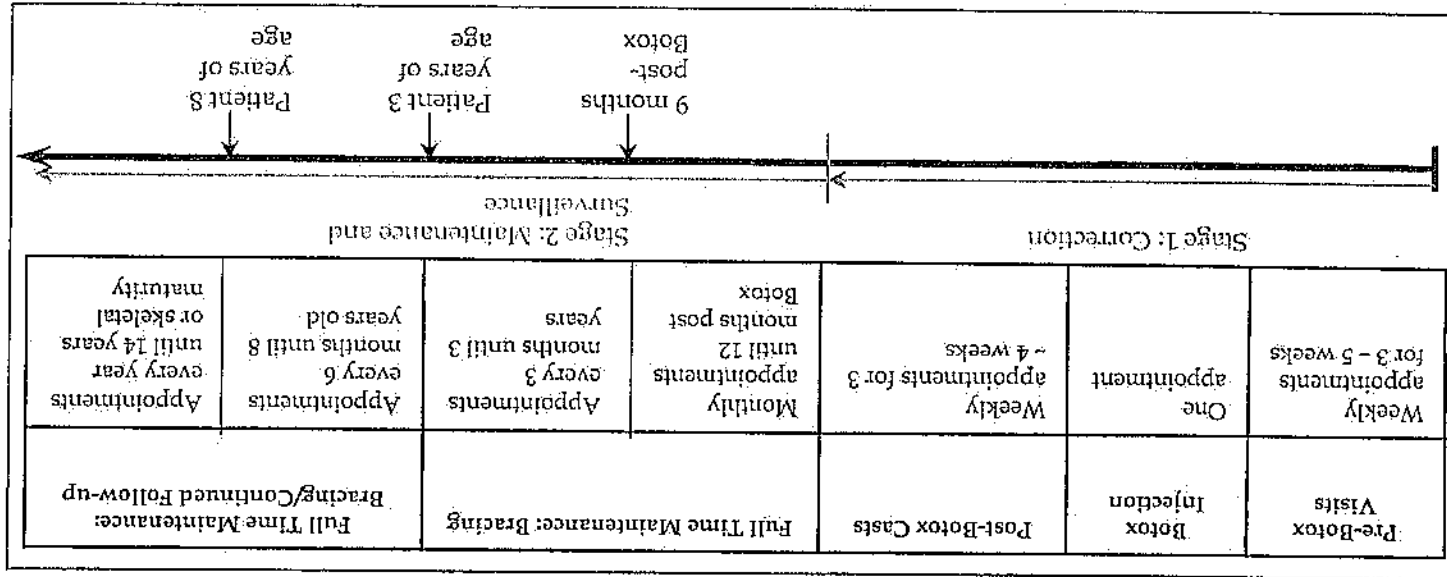 Pre-Botox
Visits
Botox
Injection
Post-Botox Casts
Full Time Maintenance: Bracing
Full Time Maintenance:
Bracing/Continued Follow-up
Weekly
appointments
for 3 – 5 weeks
One
appointment
Weekly
appointments for 3
~ 4 weeks
Monthly
appointments
until 12
months post
Botox
Appointments
every 3
months until 3
years
Appointments
every 6
months until 8
years old
Appointments
every year
until 14 years
or skeletal
maturity
Stage 1: Correction
Stage 2: Maintenance and
Surveillance
9 months
post-
Botox
Patient 3
years of
age
Patient 8
years of
age